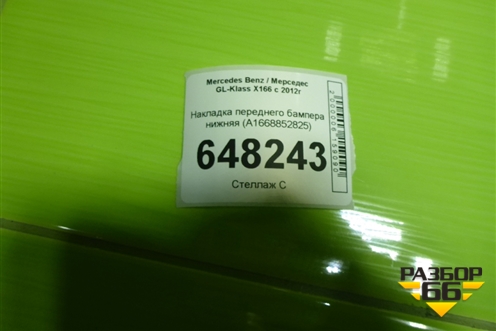 Mercedes Benz / Мерседес
GL-Klass X166 с 2012г
Накладка переднего бампера
нижняя (A1668852825)
648243
Стеллаж С
РАЗБОР
66